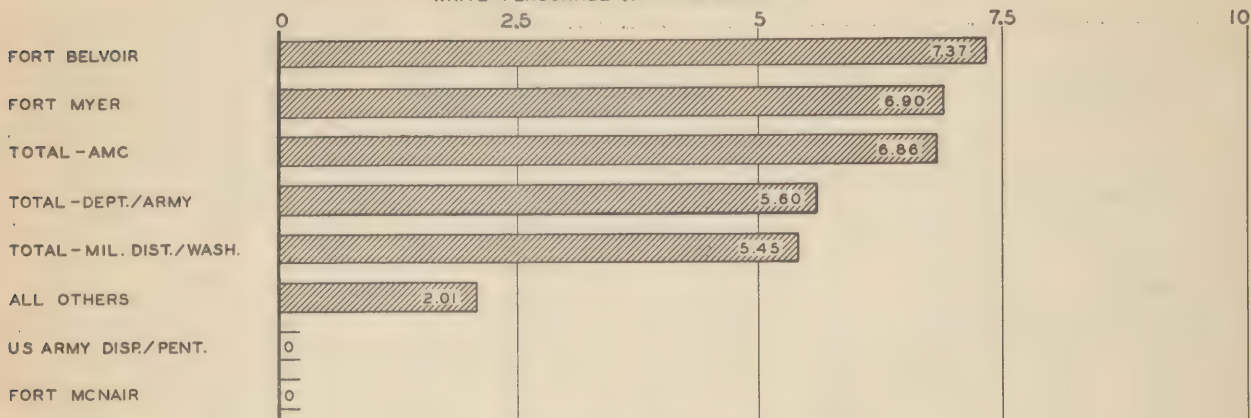 WHITE PERSONNEL
0 2.5 5 7.5 10
FORT BELVOIR 7.37
FORT MYER 6.90
TOTAL-AMC 6.86
TOTAL-DEPT./ARMY 5.60
TOTAL-MIL. DIST./WASH. 5.45
ALL OTHERS 2.01
US ARMY DISP./PENT. 0
FORT MCNAIR 0